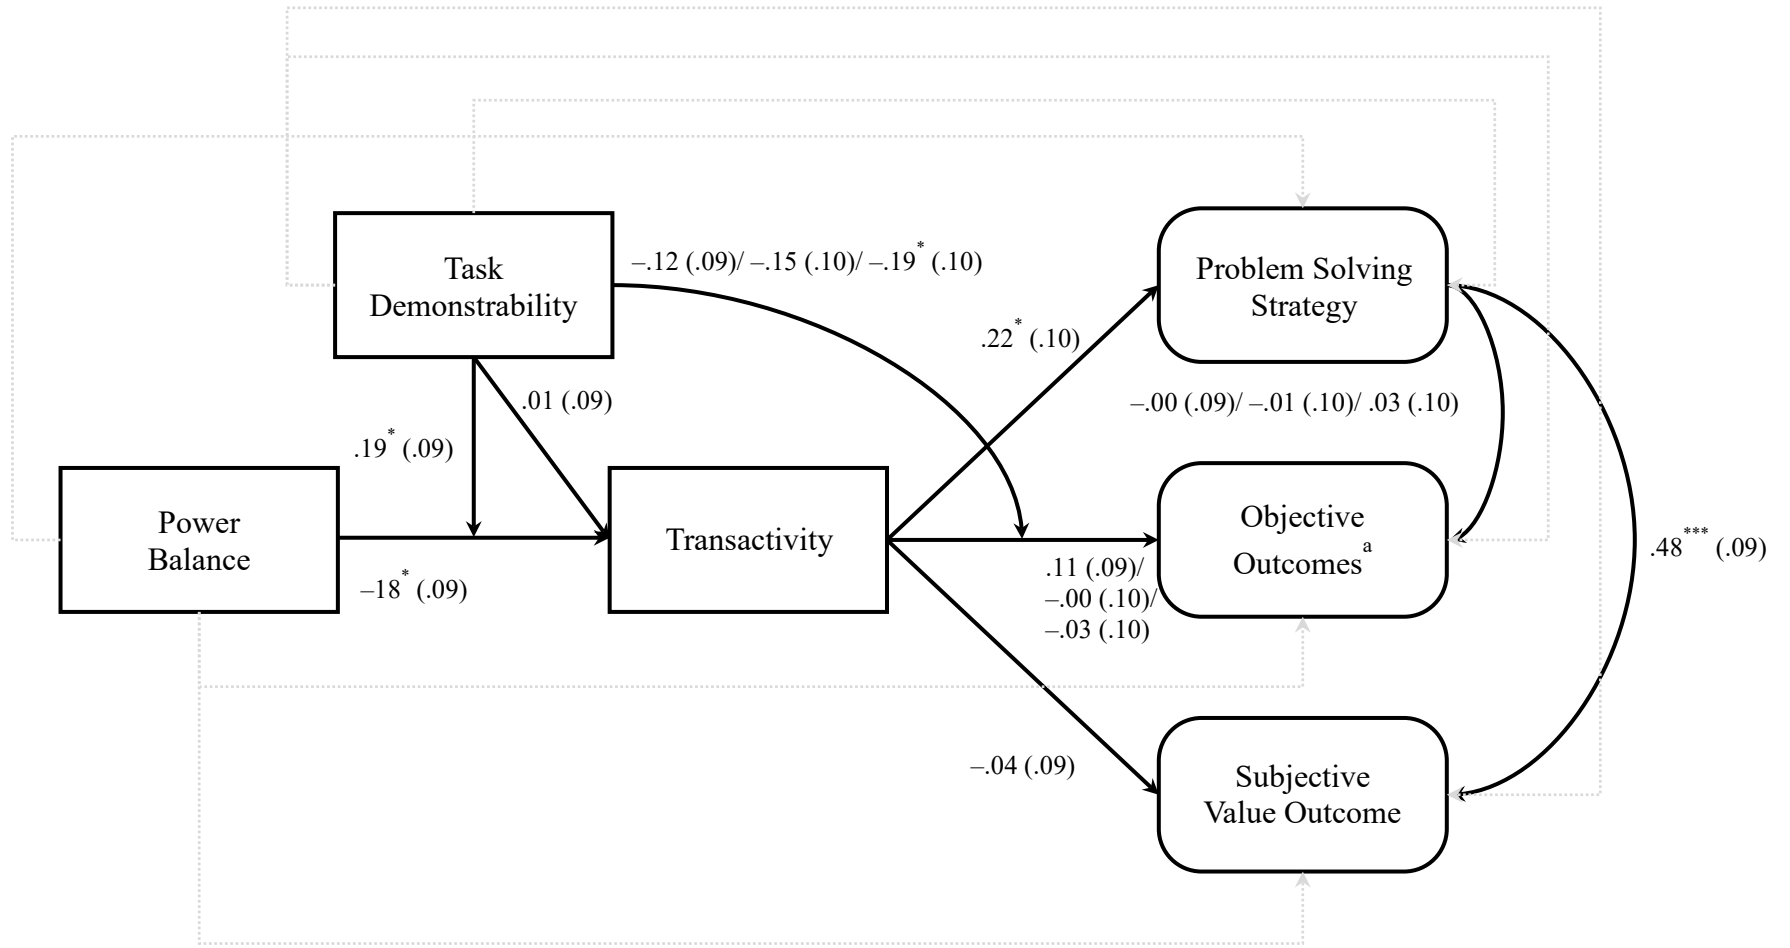 Task
Demonstrability
–.12 (.09)/ –.15 (.10)/ –.19* (.10)
Problem Solving
Strategy
.22* (.10)
.01 (.09)
–.00 (.09)/ –.01 (.10)/ .03 (.10)
.19* (.09)
Power
Balance
–18* (.09)
Transactivity
Objective
Outcomesᵃ
.11 (.09)/
–.00 (.10)/
–.03 (.10)
.48*** (.09)
–.04 (.09)
Subjective
Value Outcome